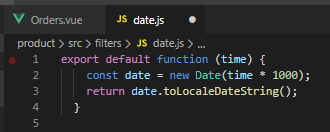 Orders.vue JS date.js
product > src > filters > JS date.js > ...
1 export default function (time) {
2 const date = new Date(time * 1000);
3 return date.toLocaleDateString();
4 }
5